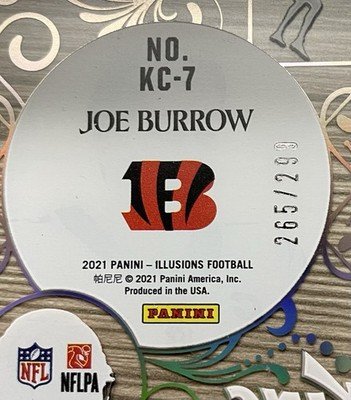 NO.
KC-7
JOE BURROW
B
265/299
2021 PANINI – ILLUSIONS FOOTBALL
帕尼尼 © 2021 Panini America, Inc.
Produced in the USA.
PANINI
NFL
NFLPA